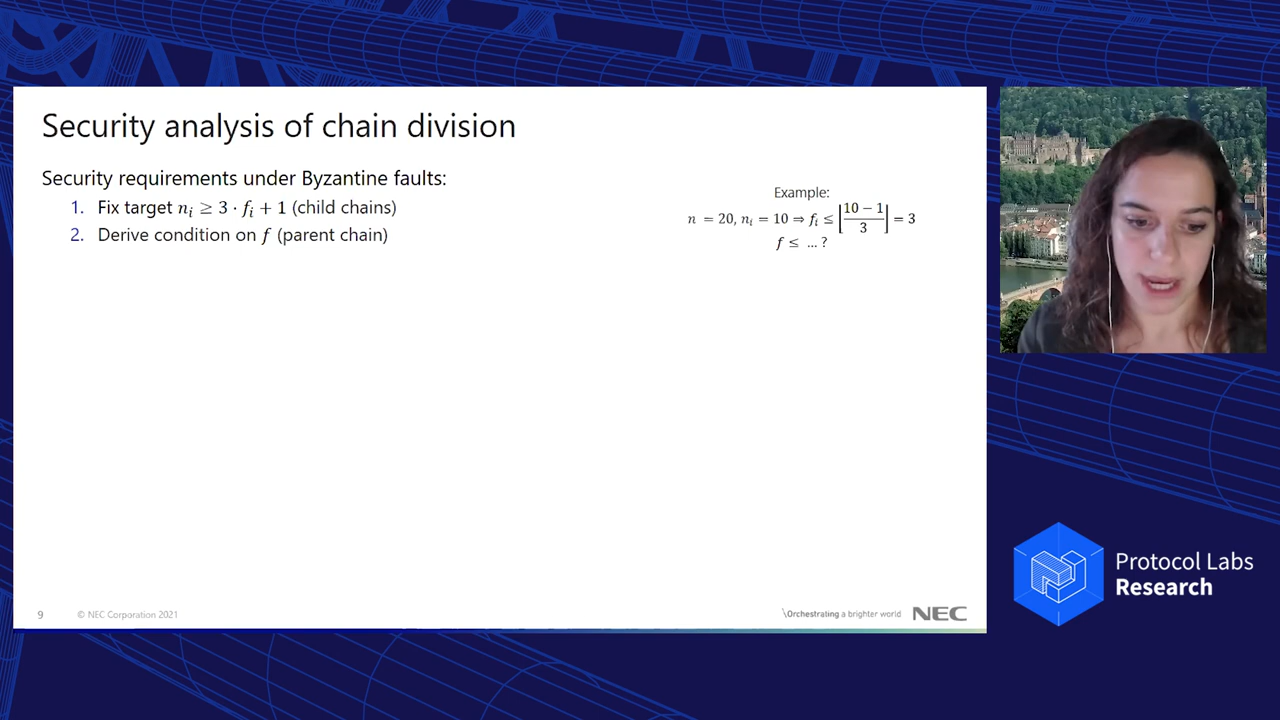 Security analysis of chain division
Security requirements under Byzantine faults:
1. Fix target nᵢ ≥ 3 · fᵢ + 1 (child chains)
2. Derive condition on f (parent chain)
Example:
n = 20, nᵢ = 10 ⇒ fᵢ ≤ ⌊(10 − 1)/3⌋ = 3
f ≤ … ?
9
© NEC Corporation 2021
\Orchestrating a brighter world
NEC
Protocol Labs
Research